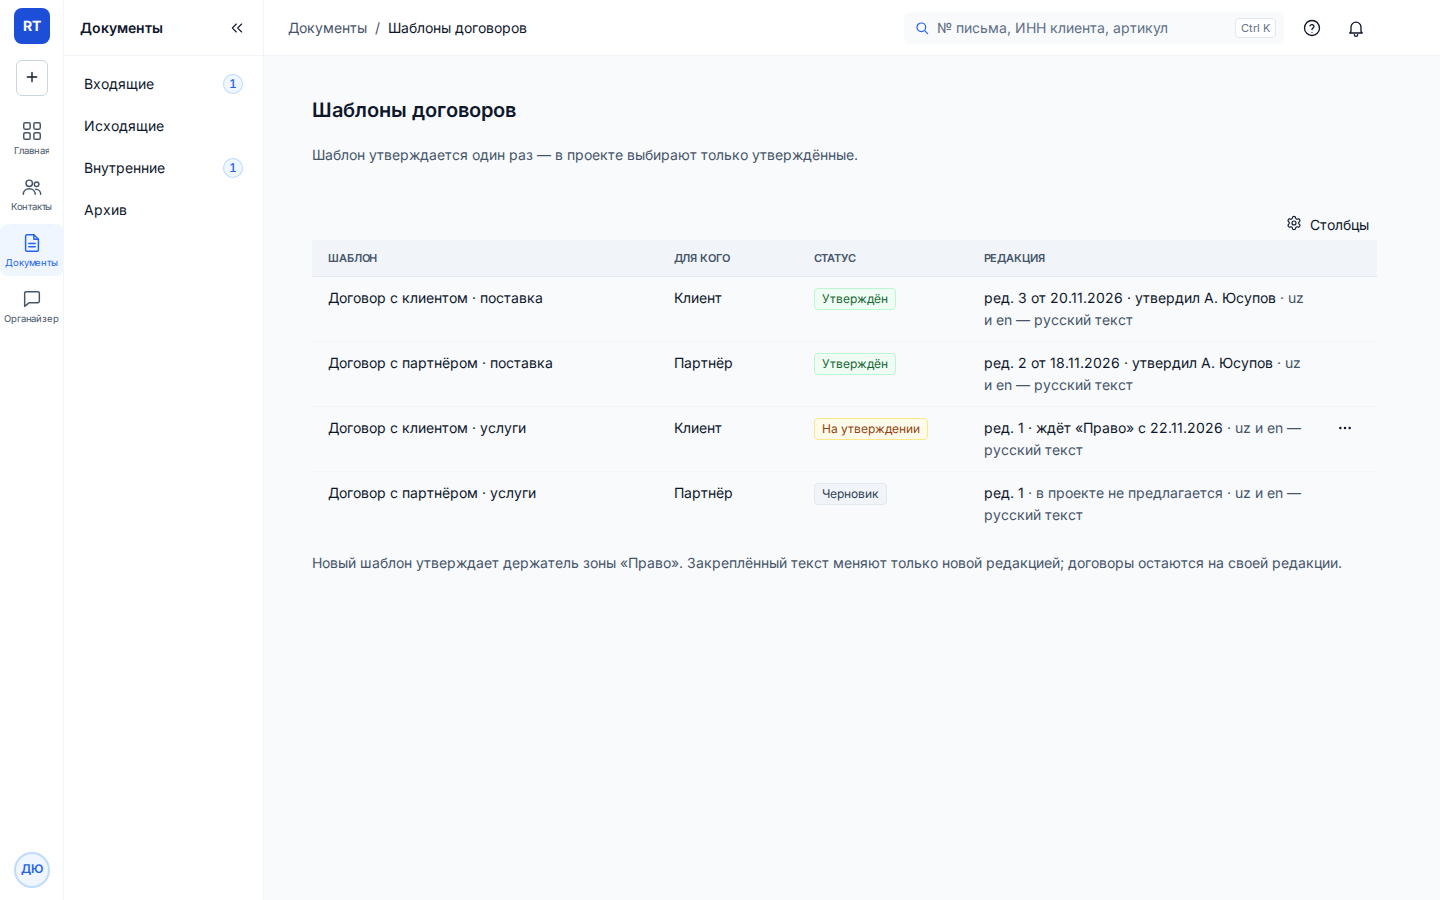 RT
Документы
Документы / Шаблоны договоров
№ письма, ИНН клиента, артикул
Ctrl K
Главная
Контакты
Документы
Органайзер
ДЮ
Входящие
1
Исходящие
Внутренние
1
Архив
Шаблоны договоров
Шаблон утверждается один раз — в проекте выбирают только утверждённые.
Столбцы
ШАБЛОН
ДЛЯ КОГО
СТАТУС
РЕДАКЦИЯ
Договор с клиентом · поставка
Клиент
Утверждён
ред. 3 от 20.11.2026 · утвердил А. Юсупов · uz
и en — русский текст
Договор с партнёром · поставка
Партнёр
Утверждён
ред. 2 от 18.11.2026 · утвердил А. Юсупов · uz
и en — русский текст
Договор с клиентом · услуги
Клиент
На утверждении
ред. 1 · ждёт «Право» с 22.11.2026 · uz и en —
русский текст
Договор с партнёром · услуги
Партнёр
Черновик
ред. 1 · в проекте не предлагается · uz и en —
русский текст
Новый шаблон утверждает держатель зоны «Право». Закреплённый текст меняют только новой редакцией; договоры остаются на своей редакции.